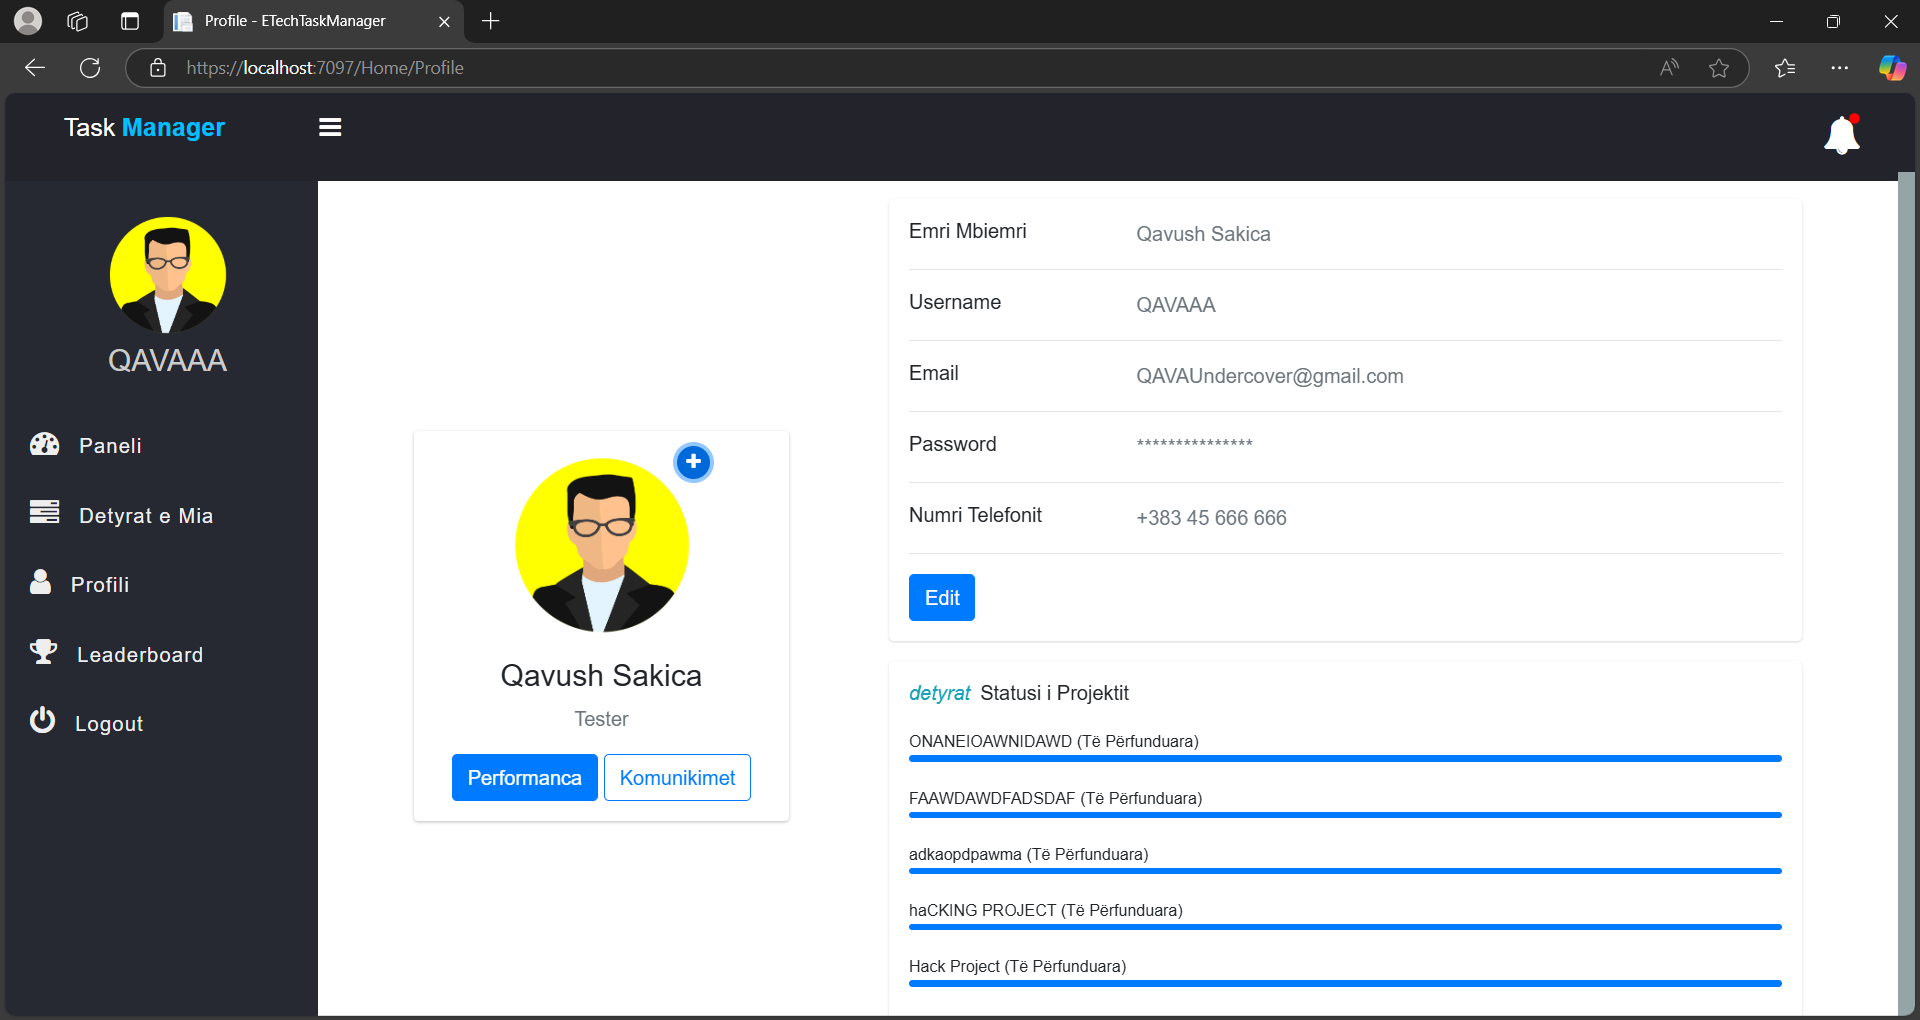 Profile - ETechTaskManager
https://localhost:7097/Home/Profile
Task Manager
QAVAAA
Paneli
Detyrat e Mia
Profili
Leaderboard
Logout
Qavush Sakica
Tester
Performanca
Komunikimet
Emri Mbiemri
Qavush Sakica
Username
QAVAAA
Email
QAVAUndercover@gmail.com
Password
***************
Numri Telefonit
+383 45 666 666
Edit
detyrat Statusi i Projektit
ONANEIOAWNIDAWD (Të Përfunduara)
FAAWDAWDFADSDAF (Të Përfunduara)
adkaopdpawma (Të Përfunduara)
haCKING PROJECT (Të Përfunduara)
Hack Project (Të Përfunduara)